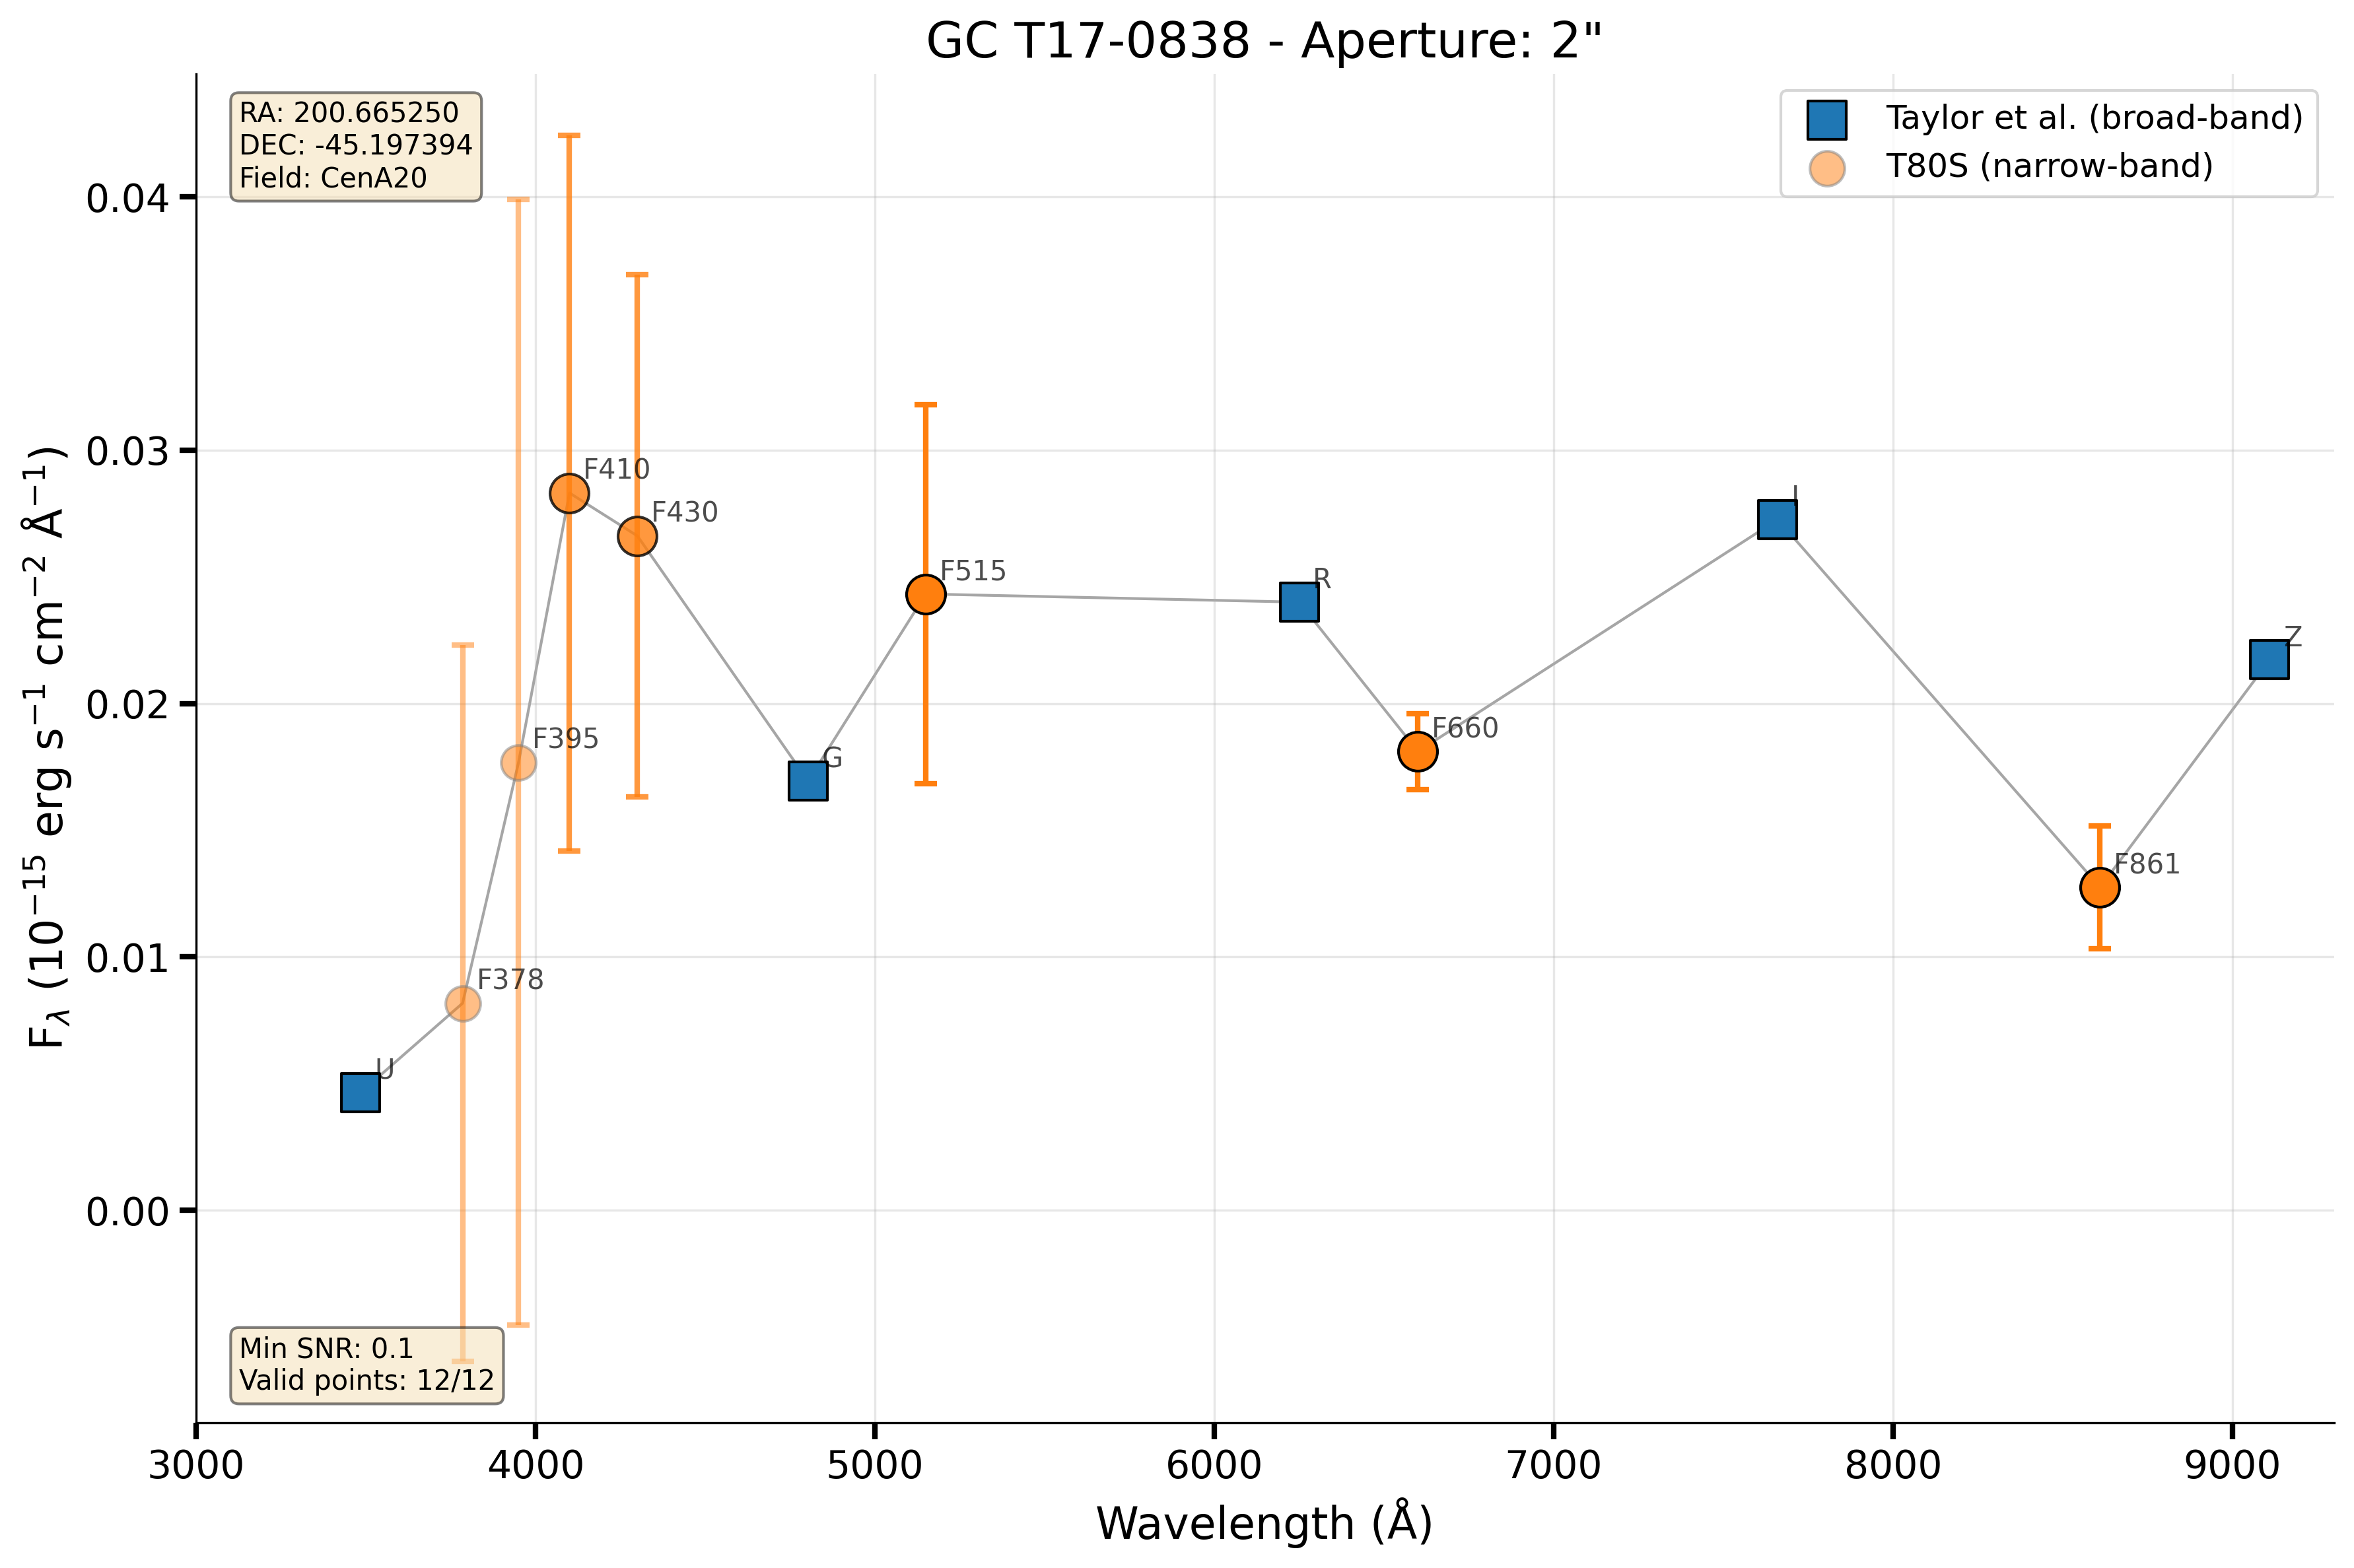 GC T17-0838 - Aperture: 2"
RA: 200.665250
DEC: -45.197394
Field: CenA20
Taylor et al. (broad-band)
T80S (narrow-band)
0.04
0.03
0.02
0.01
0.00
F_λ (10⁻¹⁵ erg s⁻¹ cm⁻² Å⁻¹)
U
F378
F395
F410
F430
G
F515
R
F660
I
F861
Z
Min SNR: 0.1
Valid points: 12/12
3000 4000 5000 6000 7000 8000 9000
Wavelength (Å)